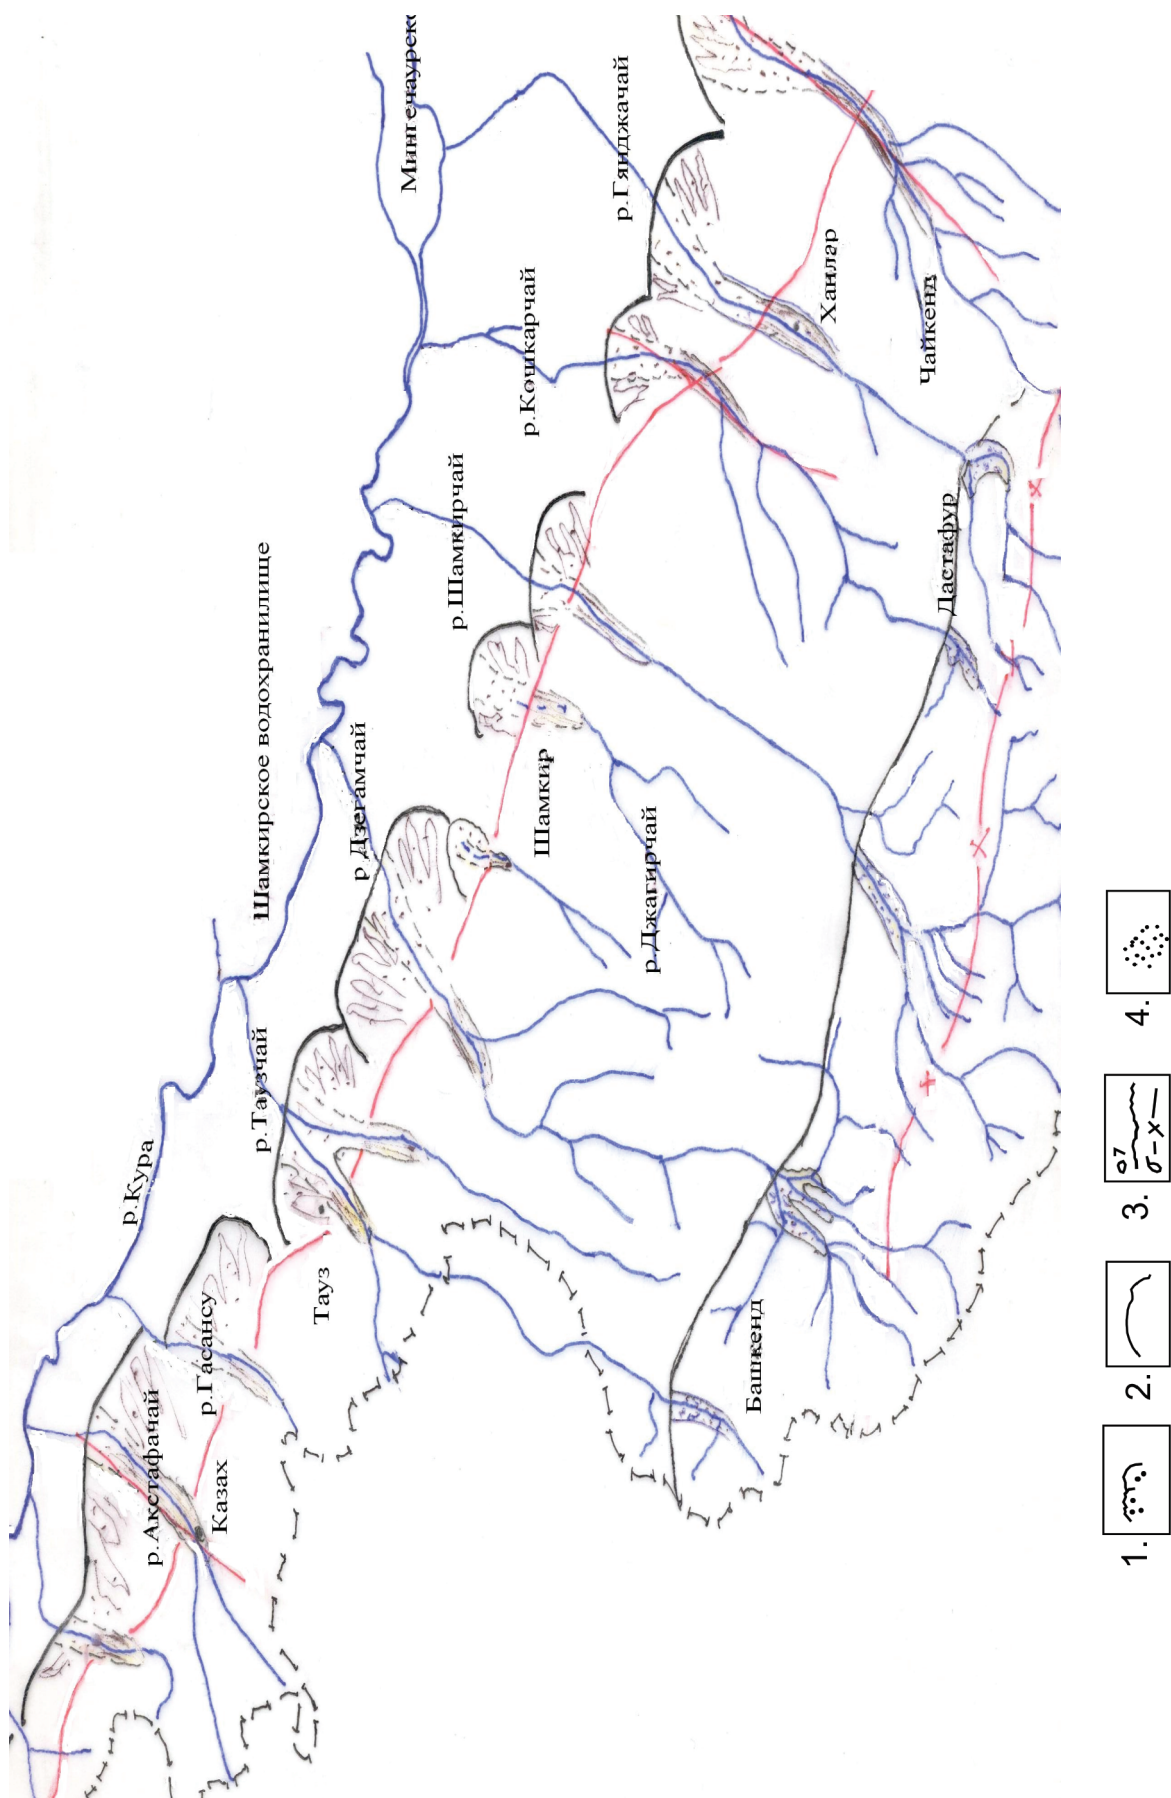 Мингечаурско
р.Гянджачай
р.Кошкарчай
Ханлар
Чайкенд
р.Шамкирчай
Дастафур
Шамкирское водохранилище
р.Дзегамчай
Шамкир
р.Джагирчай
р.Таузчай
р.Кура
Тауз
р.Гасансу
р.Акстафачай
Казах
Башкенд
1.
2.
3.
4.